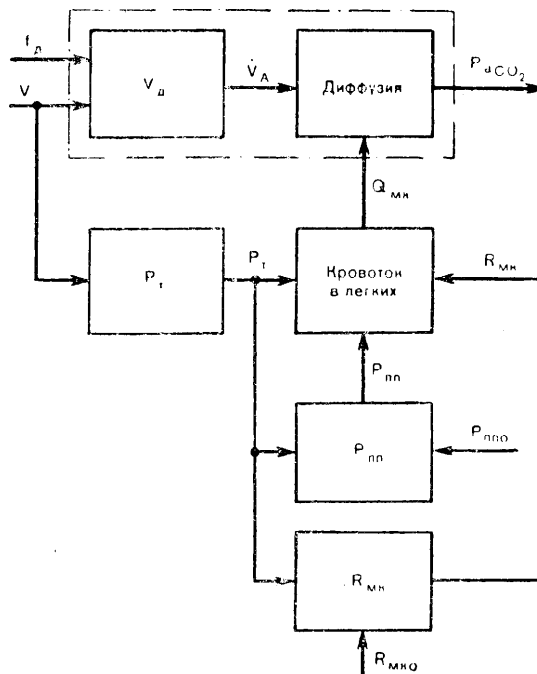 f_д
V
V_д
V̇_A
Диффузия
P_aCO₂
Q_мк
P_т
P_т
Кровоток
в легких
R_мк
P_пп
P_пп
P_ппо
R_мк
R_мко